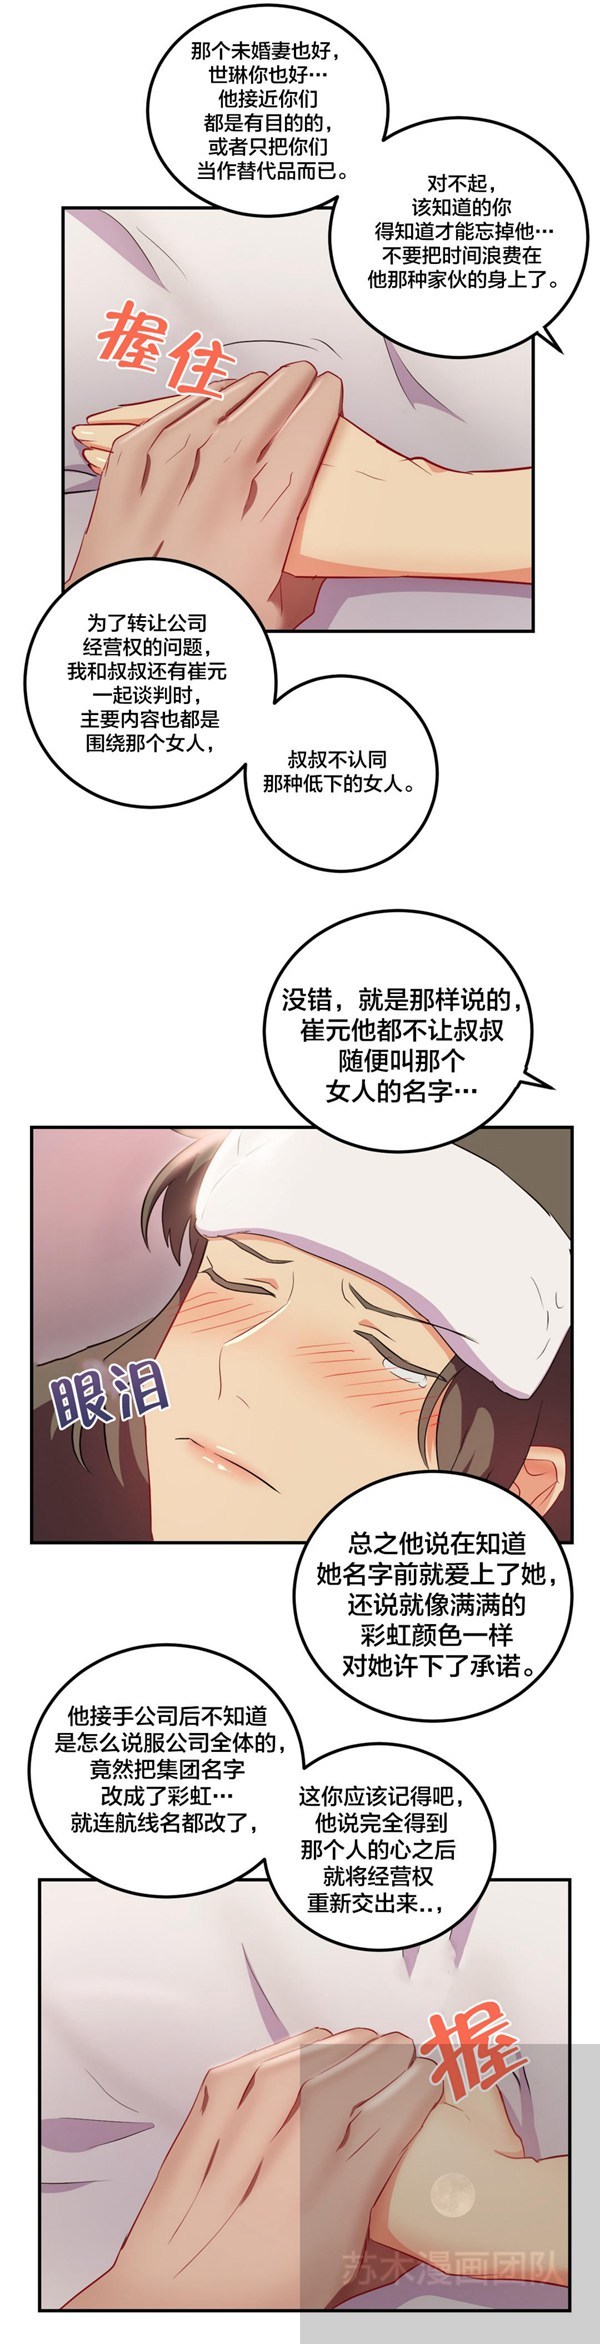 那个未婚妻也好，
世琳你也好…
他接近你们
都是有目的的，
或者只把你们
当作替代品而已。
对不起，
该知道的你
得知道才能忘掉他…
不要把时间浪费在
他那种家伙的身上了。
握住
为了转让公司
经营权的问题，
我和叔叔还有崔元
一起谈判时，
主要内容也都是
围绕那个女人，
叔叔不认同
那种低下的女人。
没错，就是那样说的，
崔元他都不让叔叔
随便叫那个
女人的名字…
眼泪
总之他说在知道
她名字前就爱上了她，
还说就像满满的
彩虹颜色一样
对她许下了承诺。
他接手公司后不知道
是怎么说服公司全体的，
竟然把集团名字
改成了彩虹…
就连航线名都改了，
这你应该记得吧，
他说完全得到
那个人的心之后
就将经营权
重新交出来..，
握
苏木漫画团队